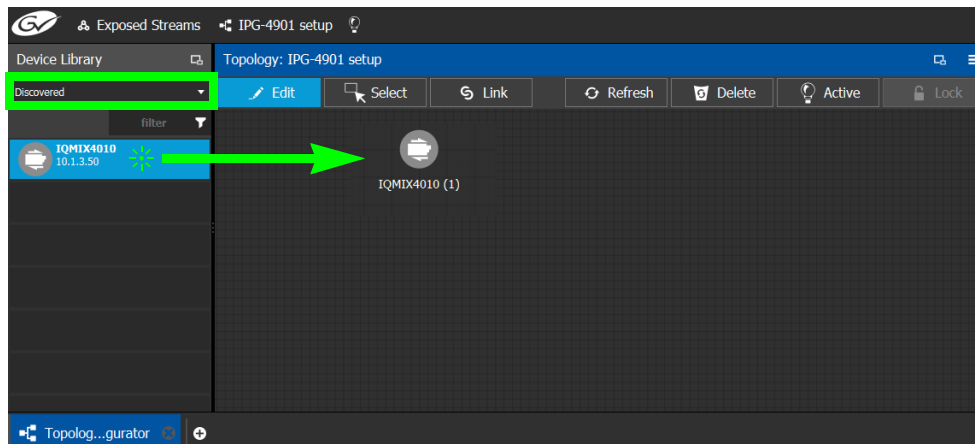 GV Exposed Streams IPG-4901 setup
Device Library
Topology: IPG-4901 setup
Discovered
Edit Select Link Refresh Delete Active Lock
filter
IQMIX4010
10.1.3.50
IQMIX4010 (1)
Topolog...gurator